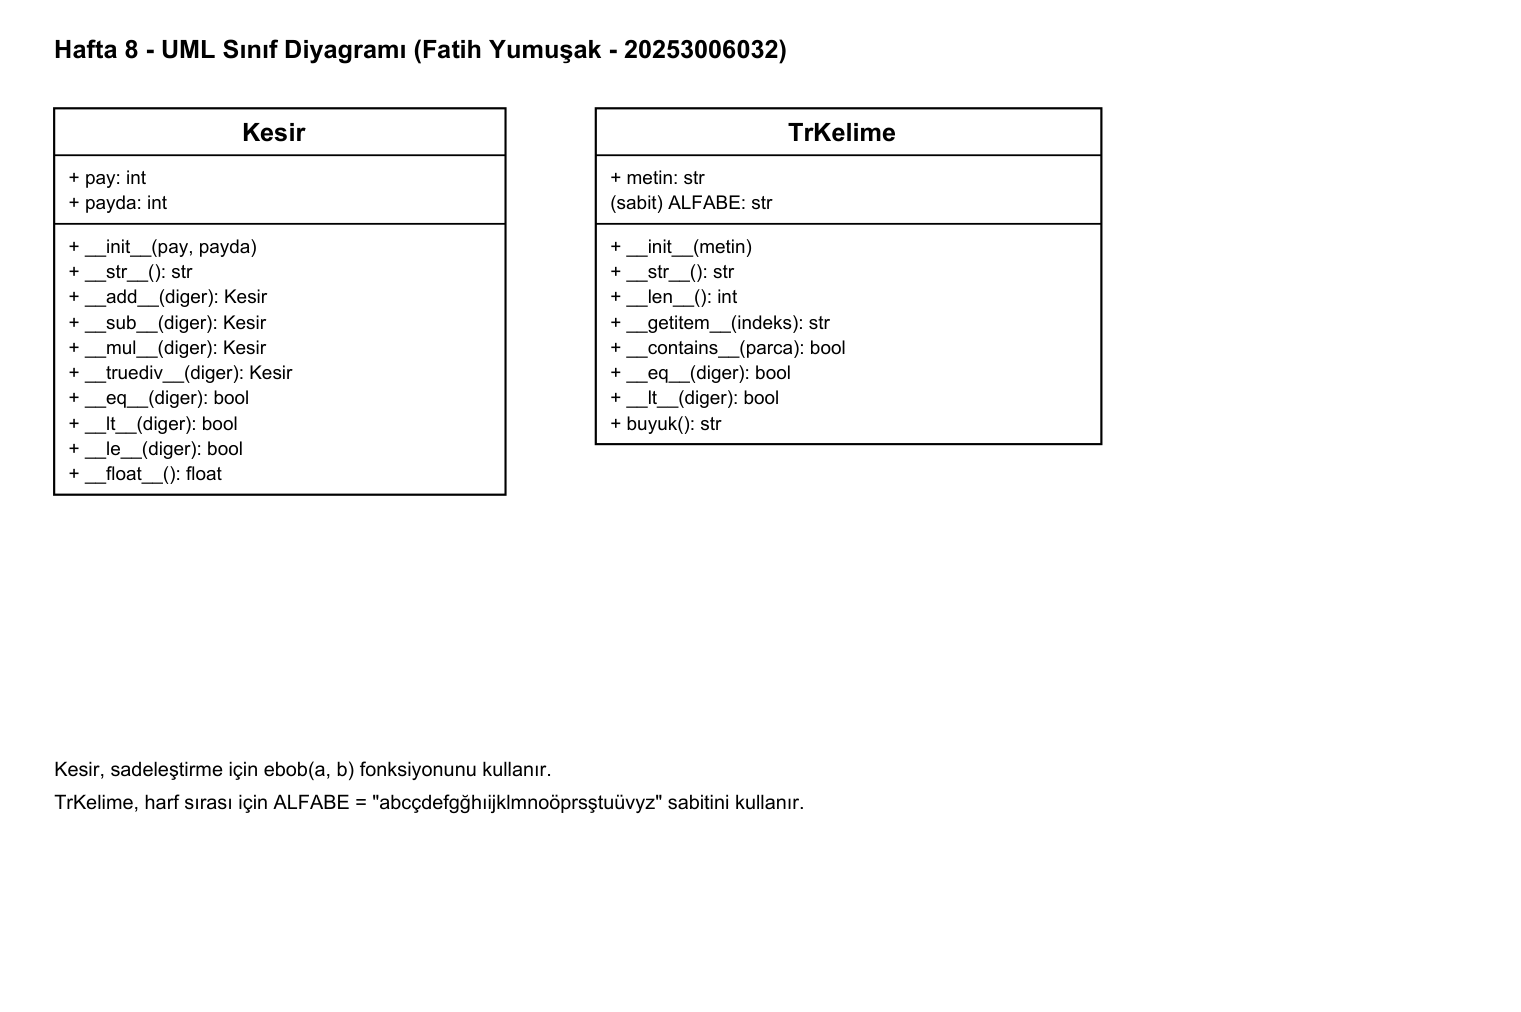 Hafta 8 - UML Sınıf Diyagramı (Fatih Yumuşak - 20253006032)
Kesir
+ pay: int
+ payda: int
+ __init__(pay, payda)
+ __str__(): str
+ __add__(diger): Kesir
+ __sub__(diger): Kesir
+ __mul__(diger): Kesir
+ __truediv__(diger): Kesir
+ __eq__(diger): bool
+ __lt__(diger): bool
+ __le__(diger): bool
+ __float__(): float
TrKelime
+ metin: str
(sabit) ALFABE: str
+ __init__(metin)
+ __str__(): str
+ __len__(): int
+ __getitem__(indeks): str
+ __contains__(parca): bool
+ __eq__(diger): bool
+ __lt__(diger): bool
+ buyuk(): str
Kesir, sadeleştirme için ebob(a, b) fonksiyonunu kullanır.
TrKelime, harf sırası için ALFABE = "abcçdefgğhıijklmnoöprsştuüvyz" sabitini kullanır.